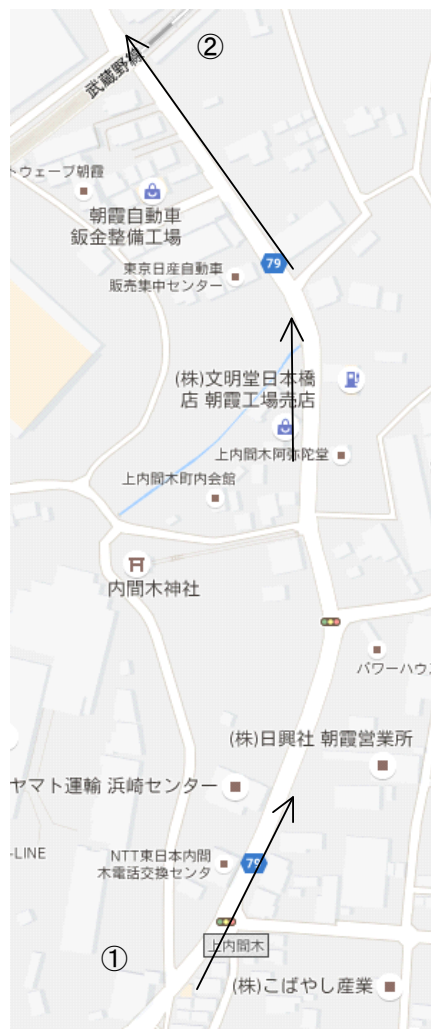 ②
武蔵野線
トウェーブ朝霞
朝霞自動車
鈑金整備工場
東京日産自動車
販売集中センター
79
(株)文明堂日本橋
店 朝霞工場売店
上内間木阿弥陀堂
上内間木町内会館
内間木神社
パワーハウ
(株)日興社 朝霞営業所
ヤマト運輸 浜崎センター
-LINE
NTT東日本内間
木電話交換センタ
79
上内間木
①
(株)こばやし産業